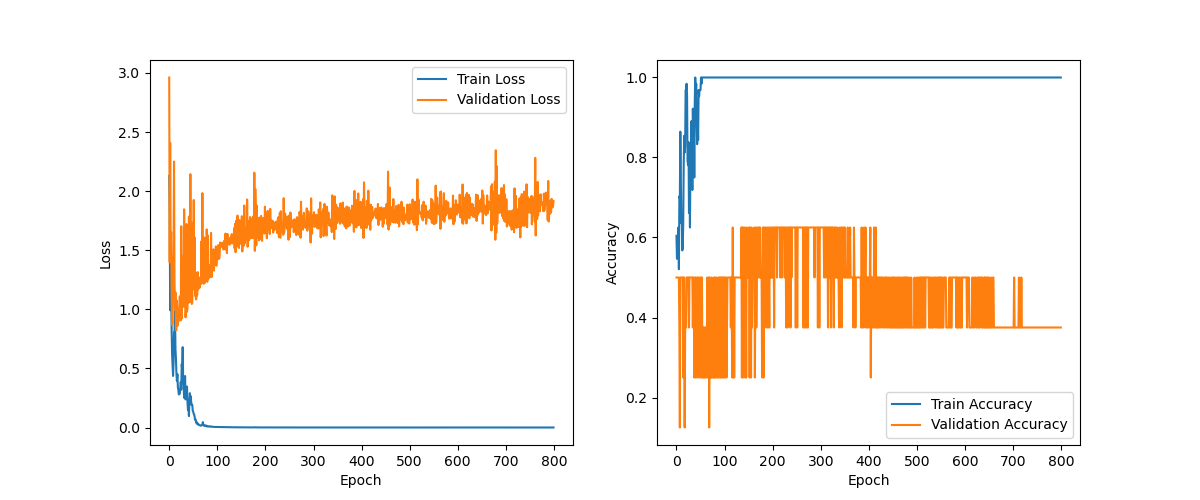 3.0
2.5
2.0
1.5
1.0
0.5
0.0
Loss
0 100 200 300 400 500 600 700 800
Epoch
Train Loss
Validation Loss
1.0
0.8
0.6
0.4
0.2
Accuracy
0 100 200 300 400 500 600 700 800
Epoch
Train Accuracy
Validation Accuracy